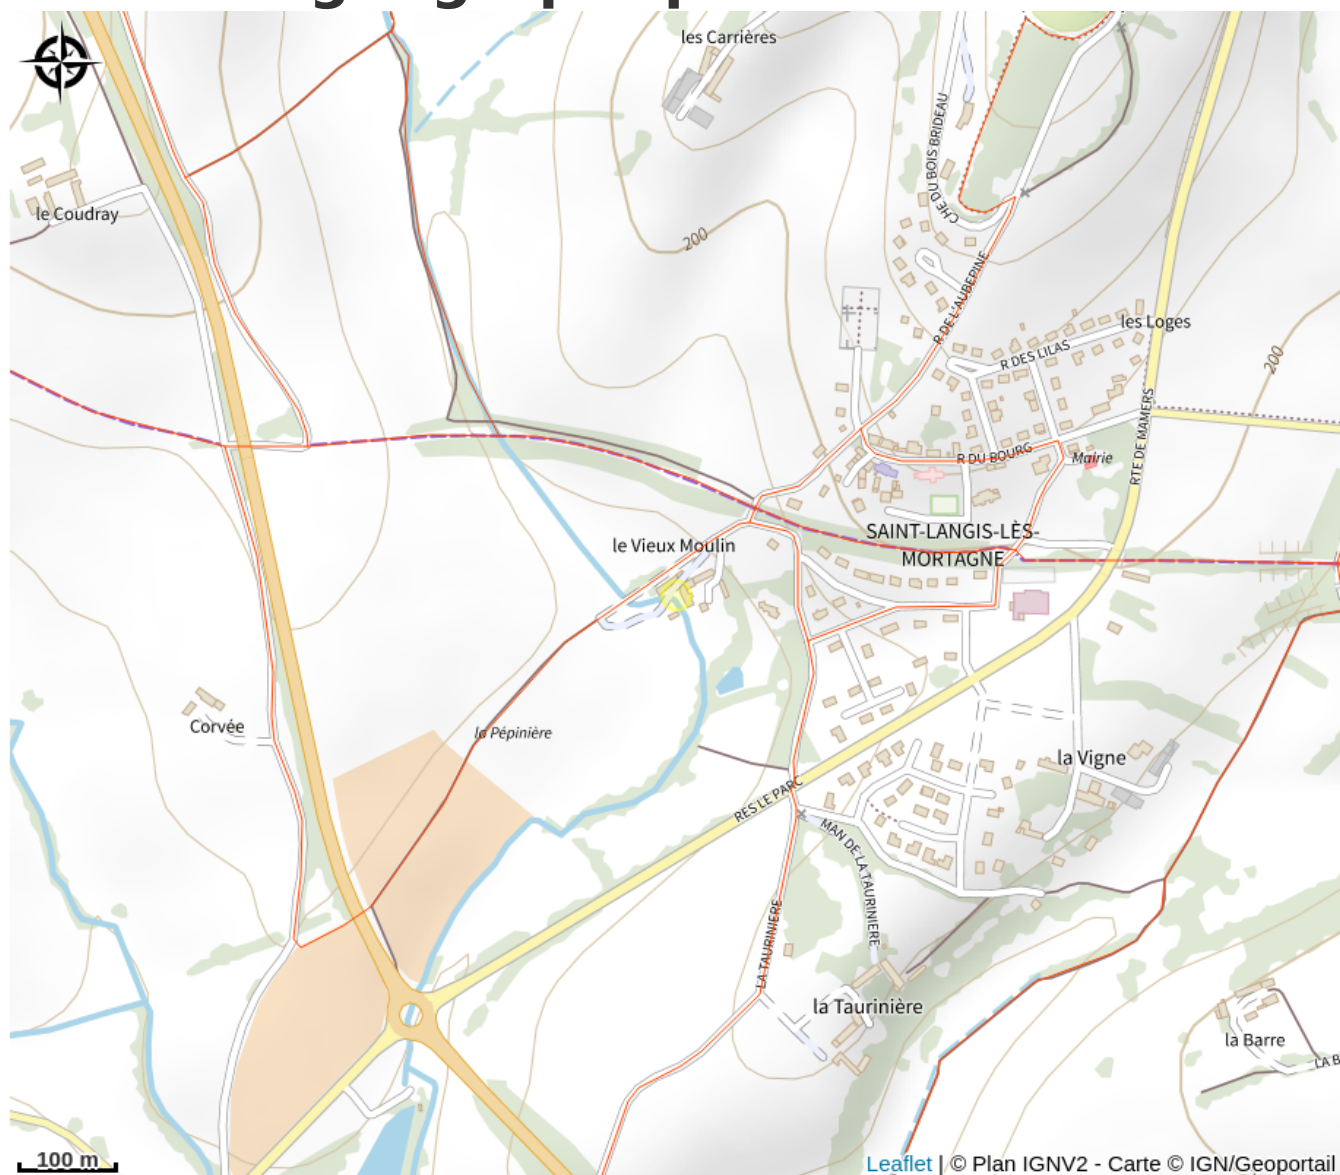 les Carrières
CHE DU BOIS BRIDEAU
le Coudray
200
R DE L'AUBEPINE
les Loges
R DES LILAS
200
RTE DE MAMERS
R DU BOURG
Mairie
SAINT-LANGIS-LÈS-
MORTAGNE
le Vieux Moulin
Corvée
la Pépinière
la Vigne
RES LE PARC
MAN DE LA TAURINIERE
LA TAURINIERE
la Taurinière
la Barre
LA B
100 m
Leaflet | © Plan IGNV2 - Carte © IGN/Geoportail